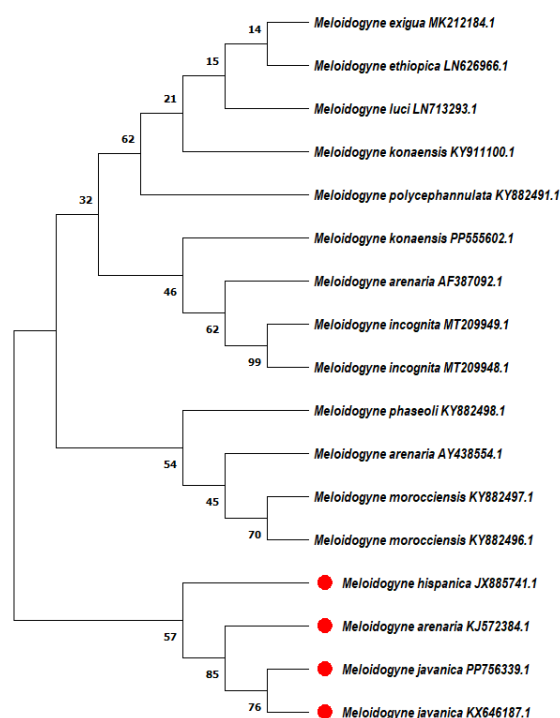 Meloidogyne exigua MK212184.1
14
Meloidogyne ethiopica LN626966.1
15
Meloidogyne luci LN713293.1
21
Meloidogyne konaensis KY911100.1
62
Meloidogyne polycephannulata KY882491.1
32
Meloidogyne konaensis PP555602.1
46
Meloidogyne arenaria AF387092.1
62
Meloidogyne incognita MT209949.1
99
Meloidogyne incognita MT209948.1
Meloidogyne phaseoli KY882498.1
54
Meloidogyne arenaria AY438554.1
45
Meloidogyne morocciensis KY882497.1
70
Meloidogyne morocciensis KY882496.1
Meloidogyne hispanica JX885741.1
57
Meloidogyne arenaria KJ572384.1
85
Meloidogyne javanica PP756339.1
76
Meloidogyne javanica KX646187.1